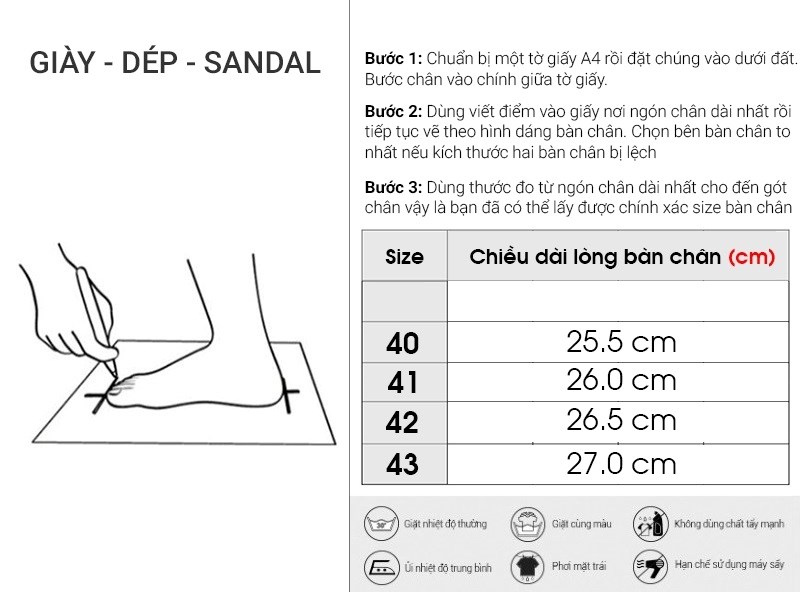 GIÀY - DÉP - SANDAL
Bước 1: Chuẩn bị một tờ giấy A4 rồi đặt chúng vào dưới đất.
Bước chân vào chính giữa tờ giấy.
Bước 2: Dùng viết điểm vào giấy nơi ngón chân dài nhất rồi
tiếp tục vẽ theo hình dáng bàn chân. Chọn bên bàn chân to
nhất nếu kích thước hai bàn chân bị lệch
Bước 3: Dùng thước đo từ ngón chân dài nhất cho đến gót
chân vậy là bạn đã có thể lấy được chính xác size bàn chân
Size Chiều dài lòng bàn chân (cm)
40 25.5 cm
41 26.0 cm
42 26.5 cm
43 27.0 cm
30° Giặt nhiệt độ thường
Giặt cùng màu
Không dùng chất tẩy mạnh
Ủi nhiệt độ trung bình
Phơi mặt trái
Hạn chế sử dụng máy sấy